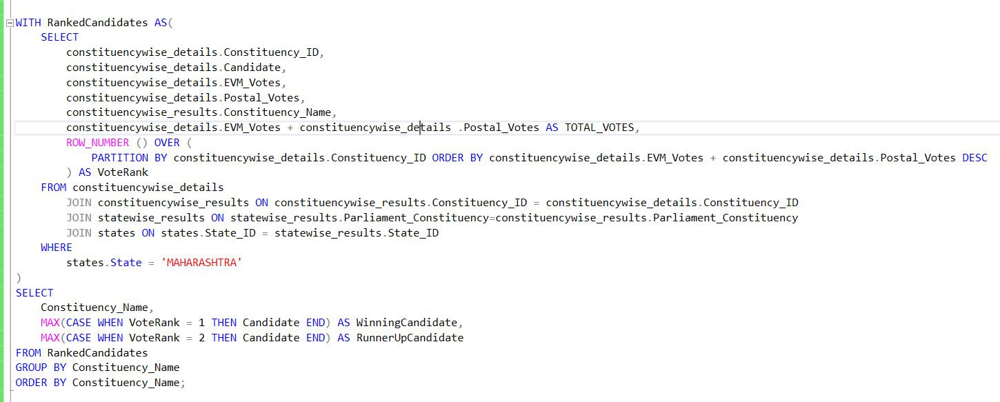 WITH RankedCandidates AS(
SELECT
constituencywise_details.Constituency_ID,
constituencywise_details.Candidate,
constituencywise_details.EVM_Votes,
constituencywise_details.Postal_Votes,
constituencywise_results.Constituency_Name,
constituencywise_details.EVM_Votes + constituencywise_details .Postal_Votes AS TOTAL_VOTES,
ROW_NUMBER () OVER (
PARTITION BY constituencywise_details.Constituency_ID ORDER BY constituencywise_details.EVM_Votes + constituencywise_details.Postal_Votes DESC
) AS VoteRank
FROM constituencywise_details
JOIN constituencywise_results ON constituencywise_results.Constituency_ID = constituencywise_details.Constituency_ID
JOIN statewise_results ON statewise_results.Parliament_Constituency=constituencywise_results.Parliament_Constituency
JOIN states ON states.State_ID = statewise_results.State_ID
WHERE
states.State = 'MAHARASHTRA'
)
SELECT
Constituency_Name,
MAX(CASE WHEN VoteRank = 1 THEN Candidate END) AS WinningCandidate,
MAX(CASE WHEN VoteRank = 2 THEN Candidate END) AS RunnerUpCandidate
FROM RankedCandidates
GROUP BY Constituency_Name
ORDER BY Constituency_Name;